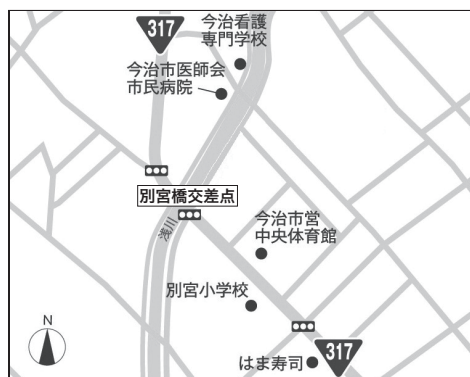 317
今治看護
専門学校
今治市医師会
市民病院
別宮橋交差点
浅川
今治市営
中央体育館
別宮小学校
はま寿司
317
N